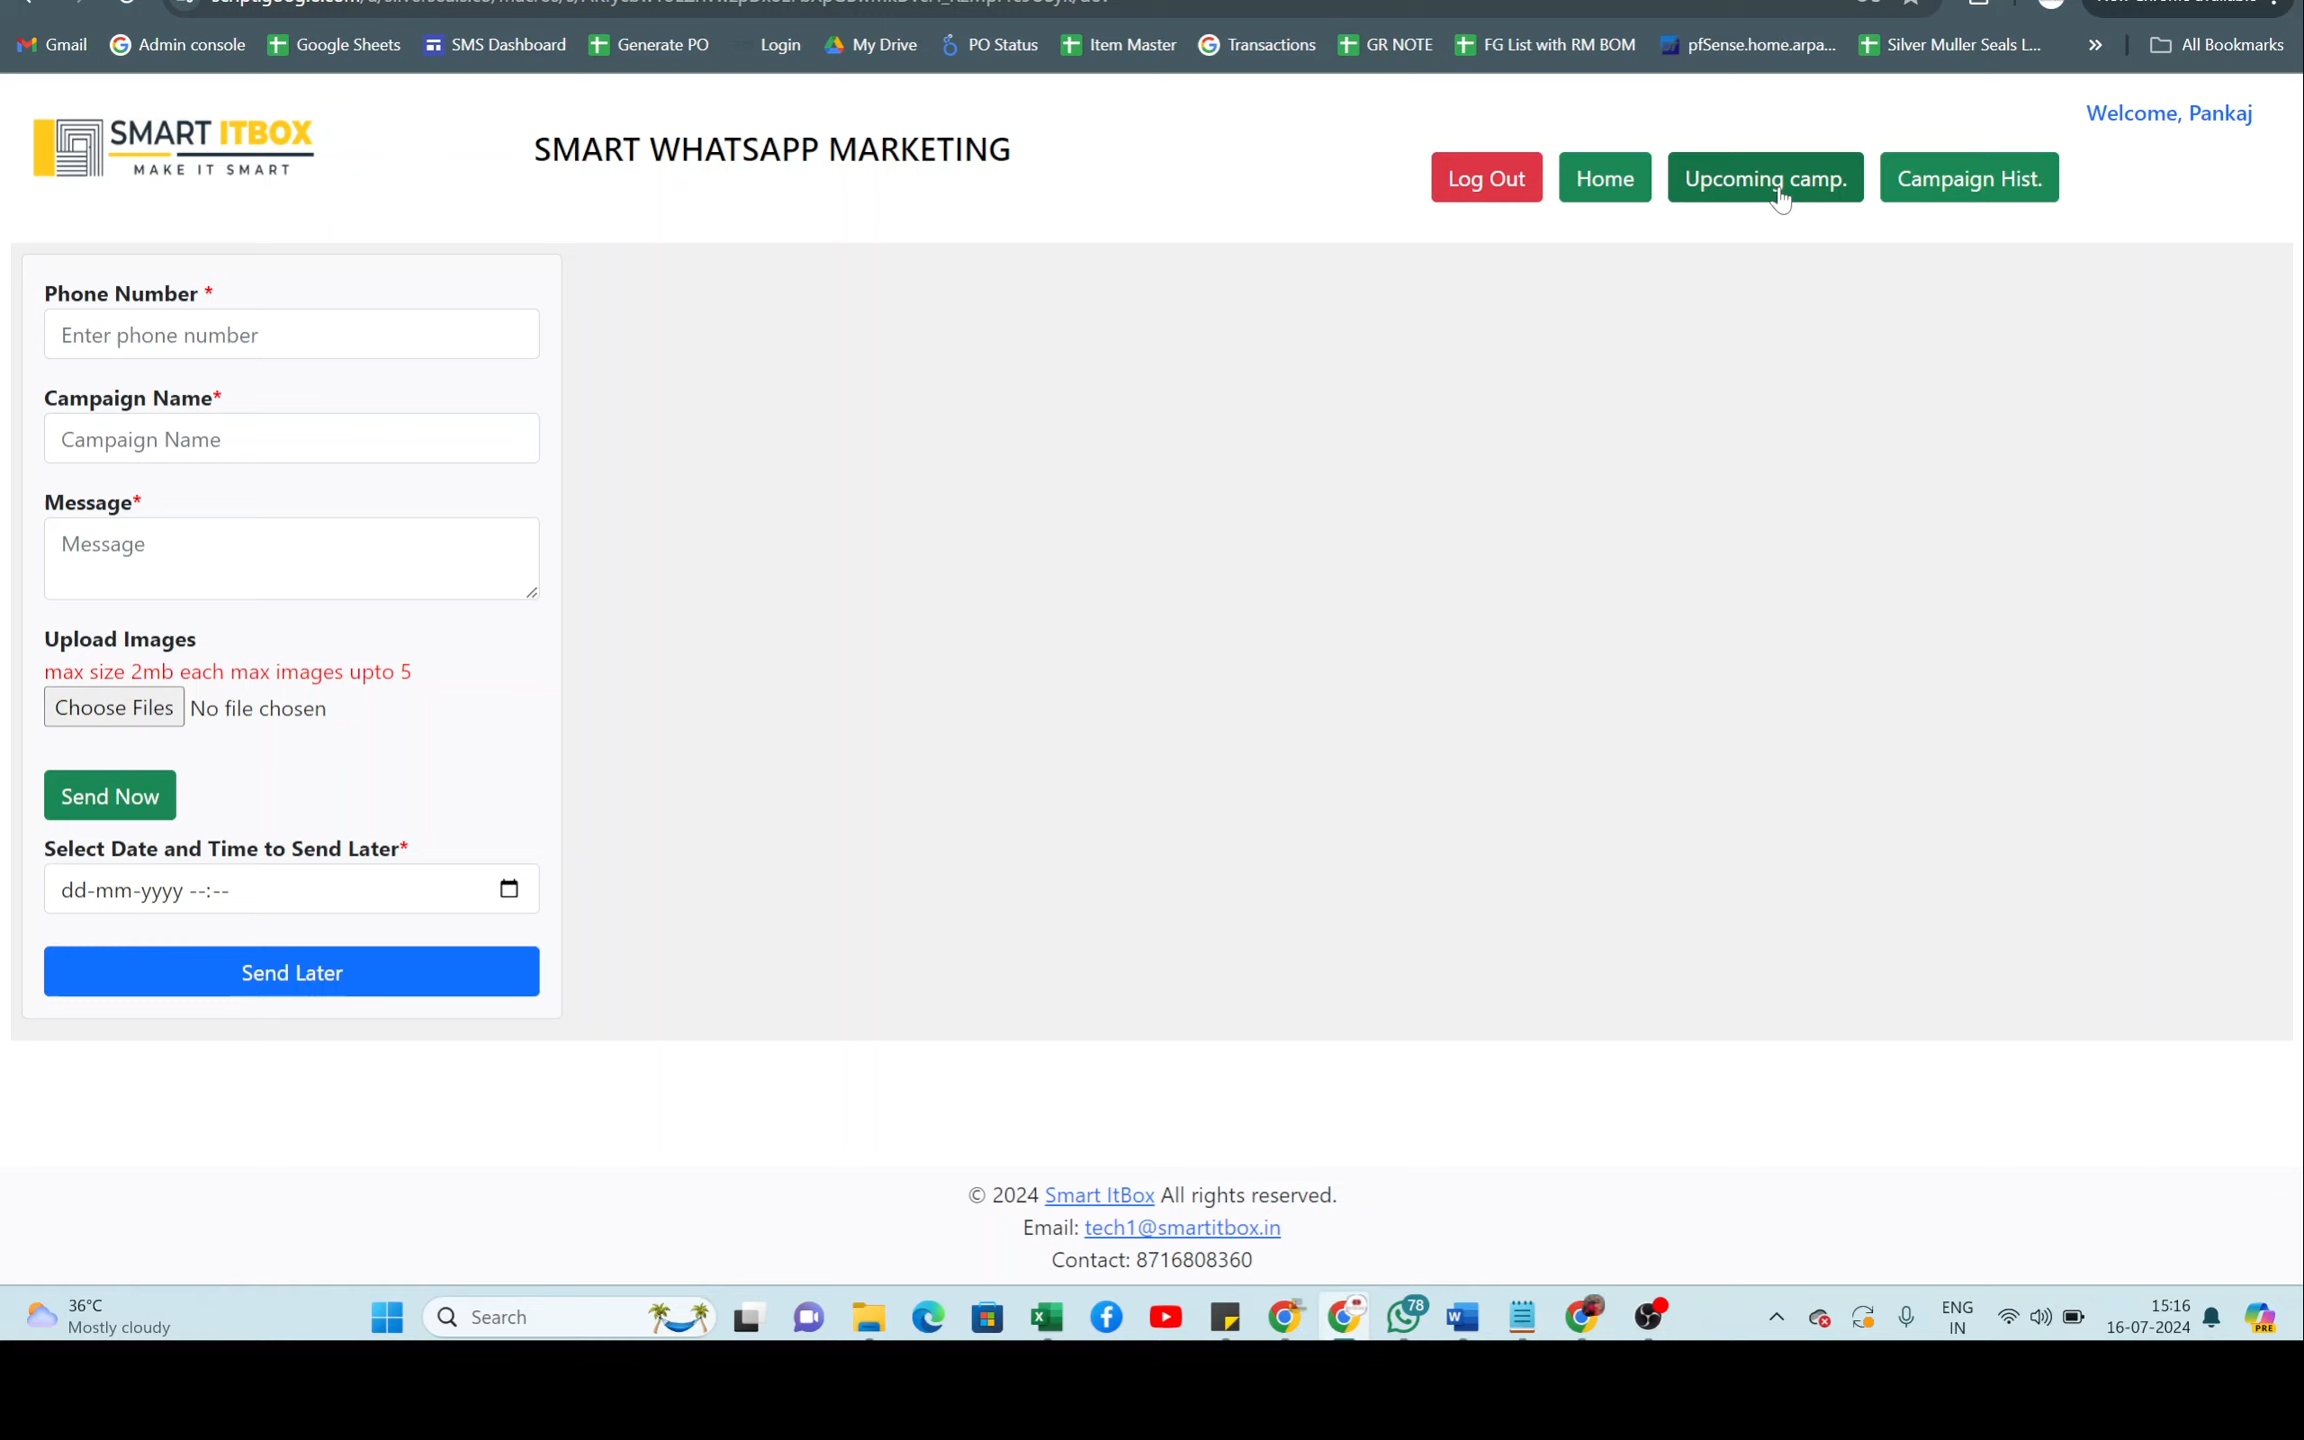 Gmail Admin console Google Sheets SMS Dashboard Generate PO Login My Drive PO Status Item Master Transactions GR NOTE FG List with RM BOM pfSense.home.arpa... Silver Muller Seals L... » All Bookmarks
Welcome, Pankaj
SMART ITBOX
MAKE IT SMART
SMART WHATSAPP MARKETING
Log Out Home Upcoming camp. Campaign Hist.
Phone Number *
Enter phone number
Campaign Name*
Campaign Name
Message*
Message
Upload Images
max size 2mb each max images upto 5
Choose Files No file chosen
Send Now
Select Date and Time to Send Later*
dd-mm-yyyy --:--
Send Later
© 2024 Smart ItBox All rights reserved.
Email: tech1@smartitbox.in
Contact: 8716808360
36°C
Mostly cloudy
Search
78
ENG
IN
15:16
16-07-2024
PRE